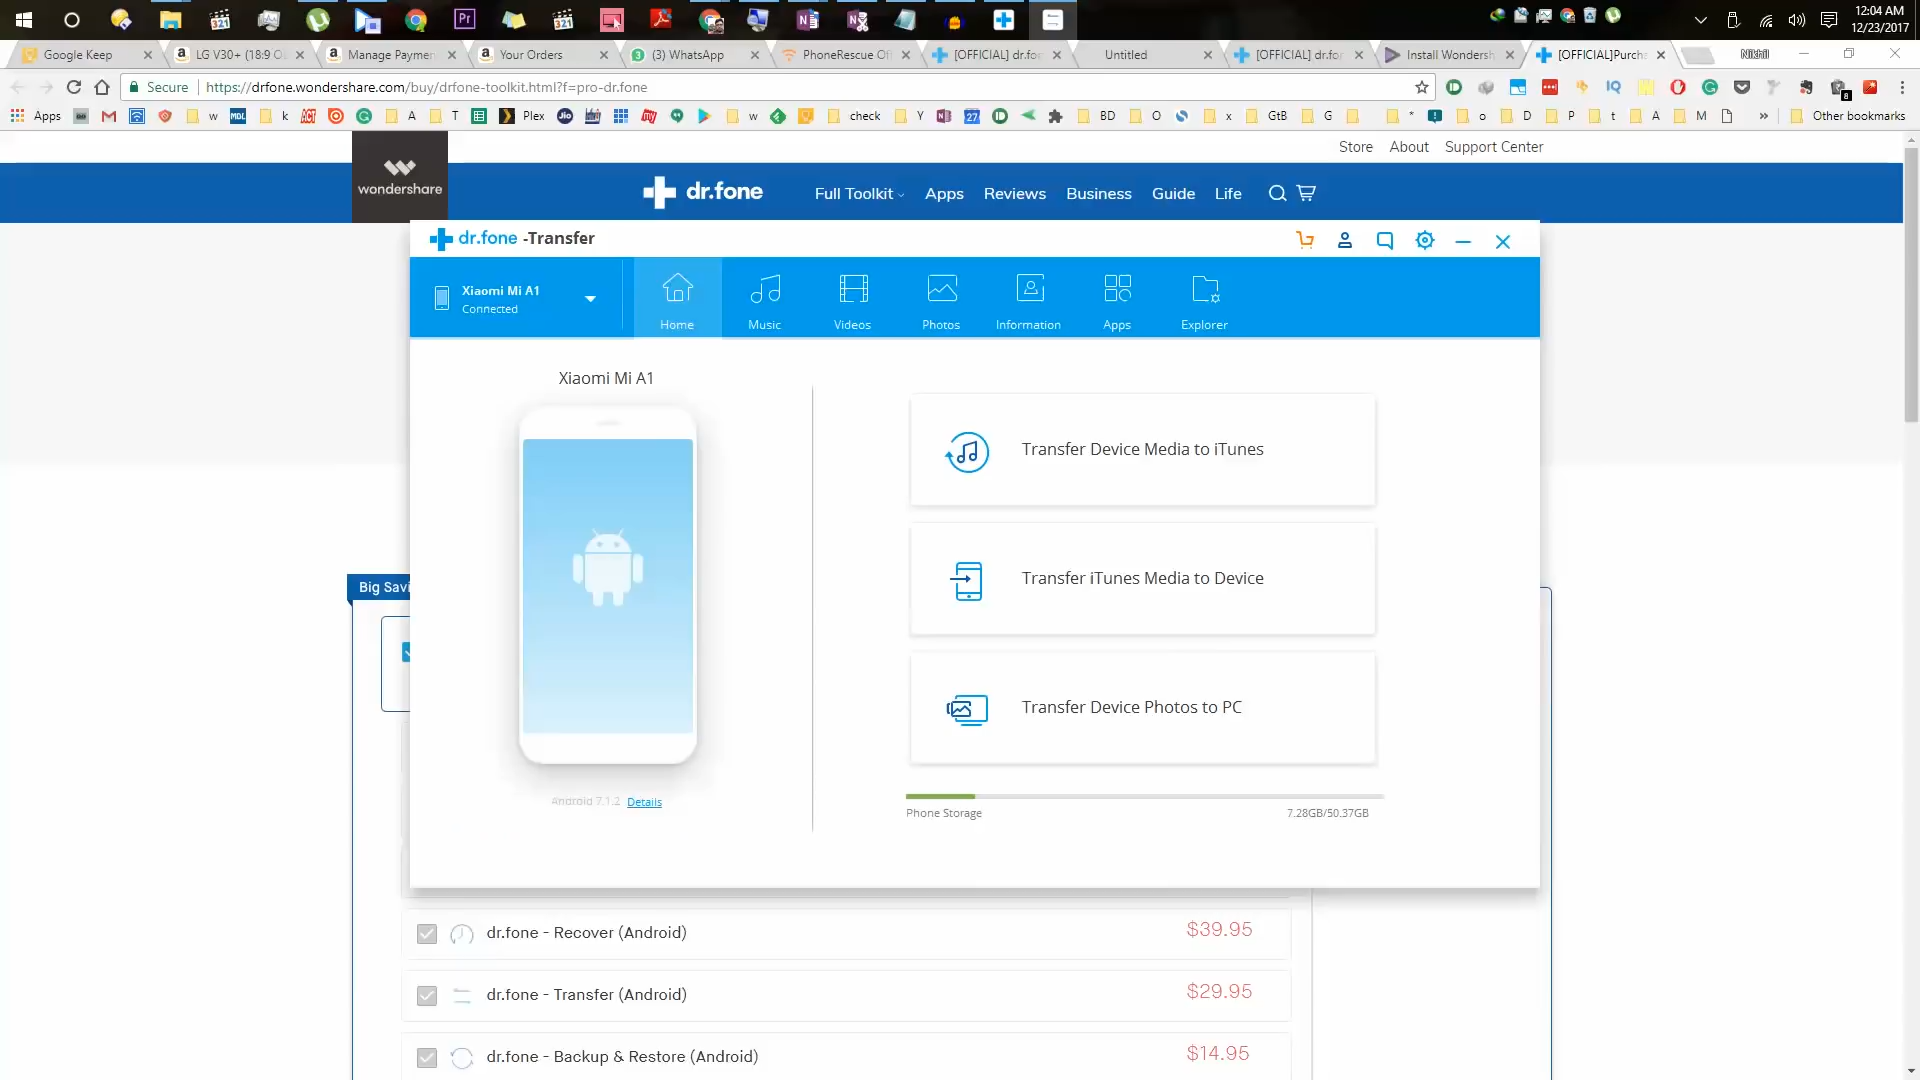 12:04 AM
12/23/2017
Google Keep
LG V30+ (18:9 O
Manage Paymen
Your Orders
(3) WhatsApp
PhoneRescue Of
[OFFICIAL] dr.fo
Untitled
[OFFICIAL] dr.fo
Install Wondersh
[OFFICIAL]Purch
Nikhil
Secure
https://drfone.wondershare.com/buy/drfone-toolkit.html?f=pro-dr.fone
Apps w MDL k ACT A T Plex Jio my w check Y 27 BD O x GtB G * o D P t A M » Other bookmarks
Store About Support Center
wondershare
dr.fone
Full Toolkit Apps Reviews Business Guide Life
dr.fone -Transfer
Xiaomi Mi A1
Connected
Home Music Videos Photos Information Apps Explorer
Xiaomi Mi A1
Transfer Device Media to iTunes
Transfer iTunes Media to Device
Transfer Device Photos to PC
Big Savi
Android 7.1.2 Details
Phone Storage 7.28GB/50.37GB
dr.fone - Recover (Android) $39.95
dr.fone - Transfer (Android) $29.95
dr.fone - Backup & Restore (Android) $14.95